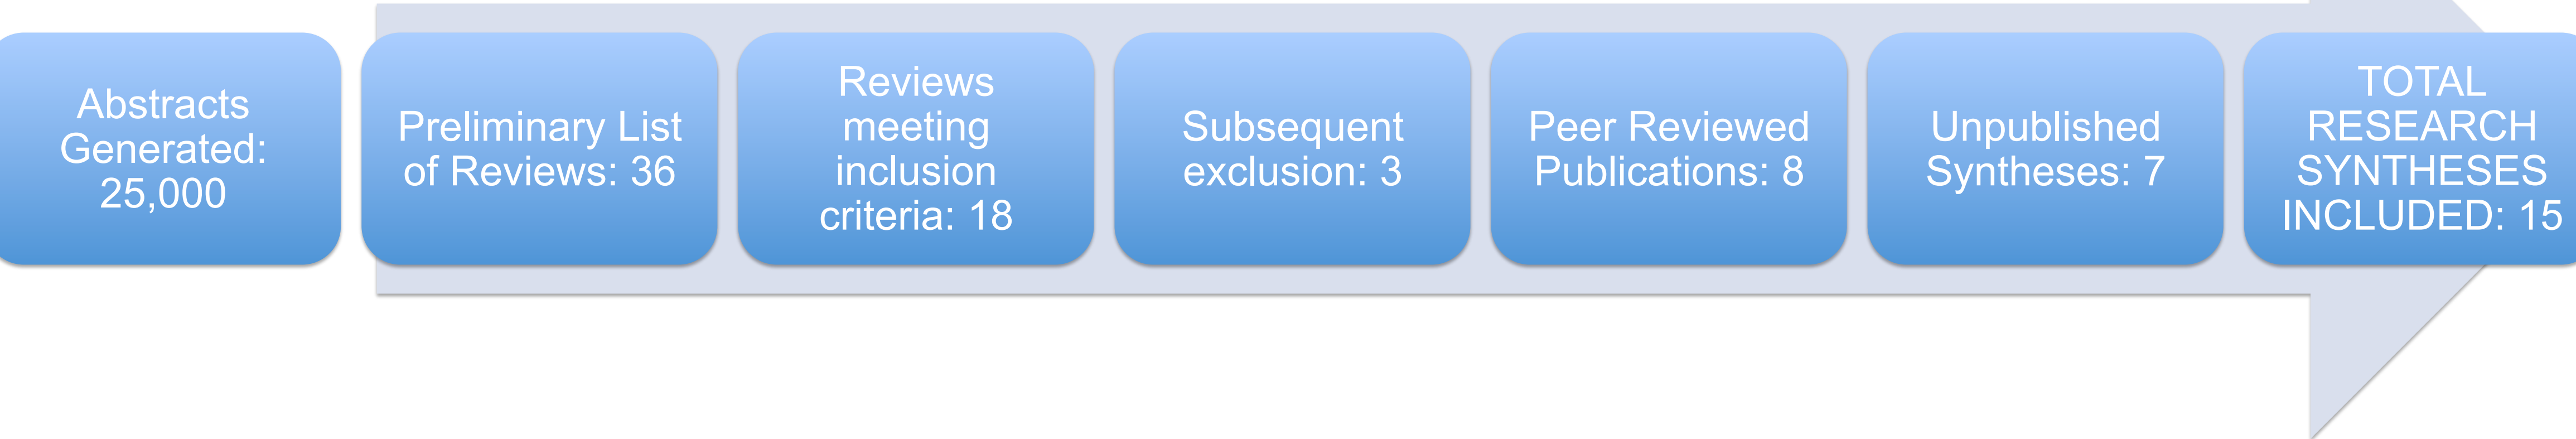 Abstracts
Generated:
25,000
Preliminary List
of Reviews: 36
Reviews
meeting
inclusion
criteria: 18
Subsequent
exclusion: 3
Peer Reviewed
Publications: 8
Unpublished
Syntheses: 7
TOTAL
RESEARCH
SYNTHESES
INCLUDED: 15